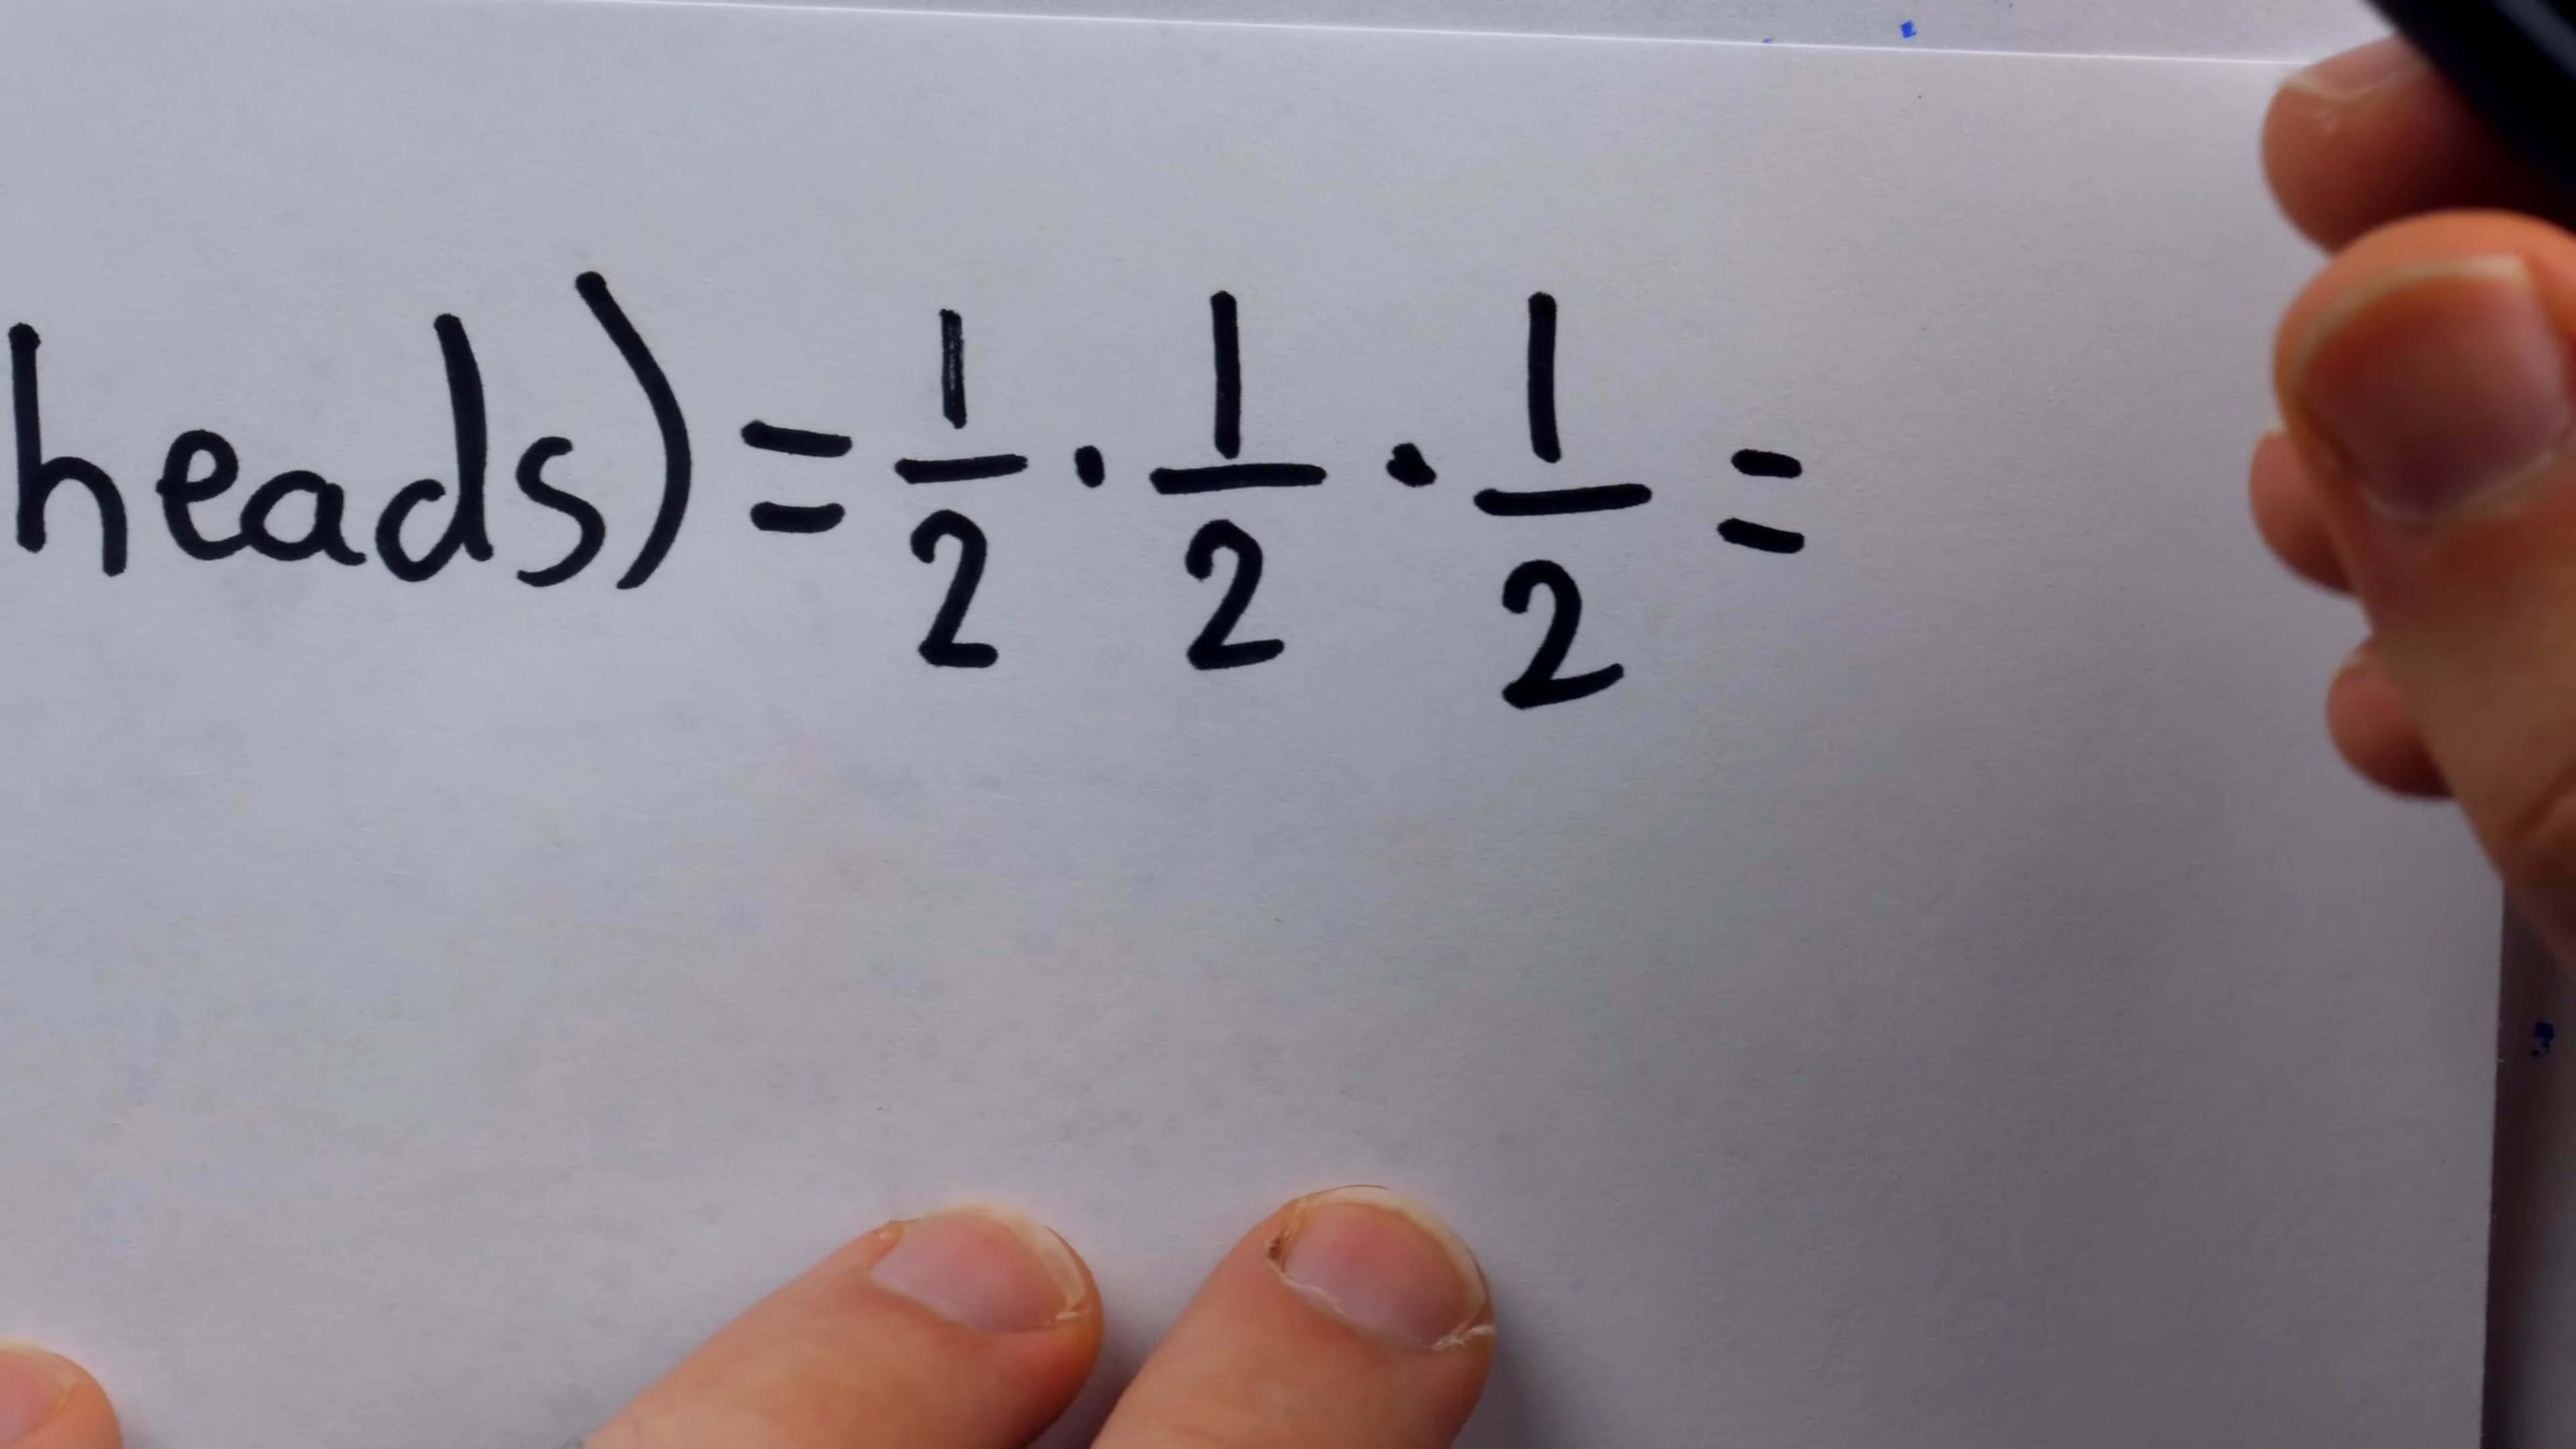 heads) = 1/2 · 1/2 · 1/2 =